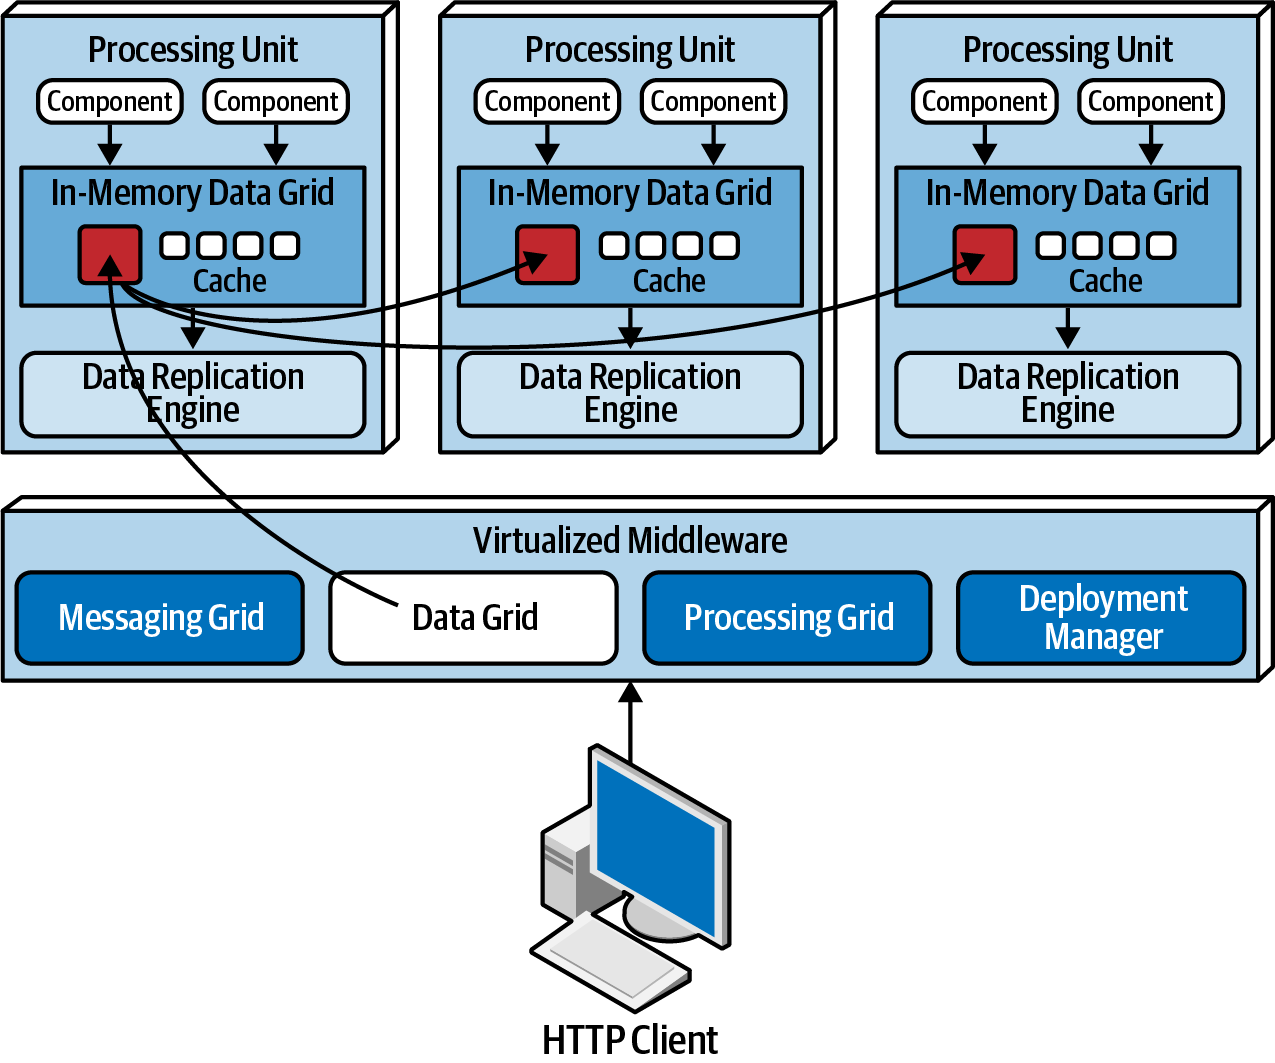 Processing Unit
Component
Component
In-Memory Data Grid
Cache
Data Replication
Engine
Processing Unit
Component
Component
In-Memory Data Grid
Cache
Data Replication
Engine
Processing Unit
Component
Component
In-Memory Data Grid
Cache
Data Replication
Engine
Virtualized Middleware
Messaging Grid
Data Grid
Processing Grid
Deployment
Manager
HTTP Client